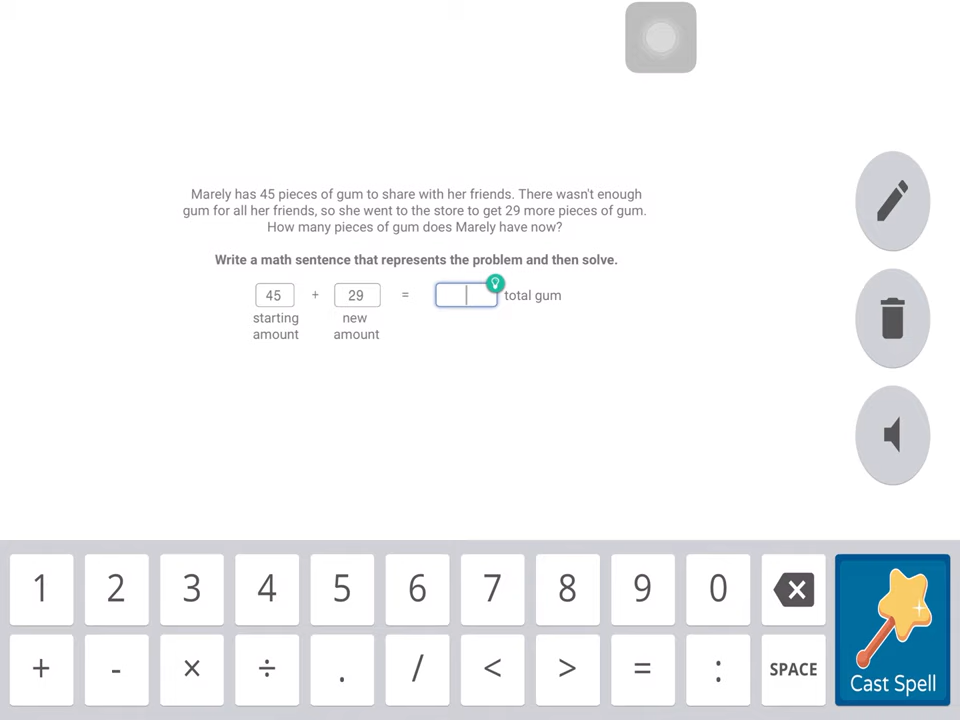 Marely has 45 pieces of gum to share with her friends. There wasn't enough
gum for all her friends, so she went to the store to get 29 more pieces of gum.
How many pieces of gum does Marely have now?
Write a math sentence that represents the problem and then solve.
45 + 29 = total gum
starting new
amount amount
1 2 3 4 5 6 7 8 9 0
+ - × ÷ . / < > = : SPACE
Cast Spell